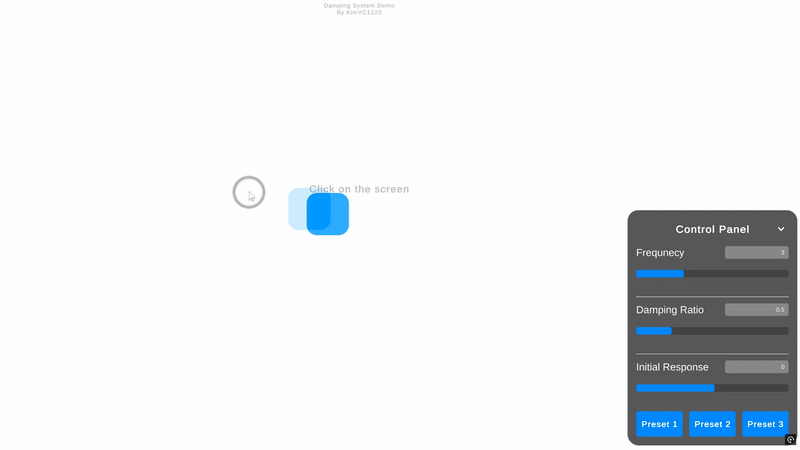 Damping System Demo
By KimYC1223
Click on the screen
Control Panel
Frequnecy 3
Damping Ratio 0.5
Initial Response 0
Preset 1 Preset 2 Preset 3